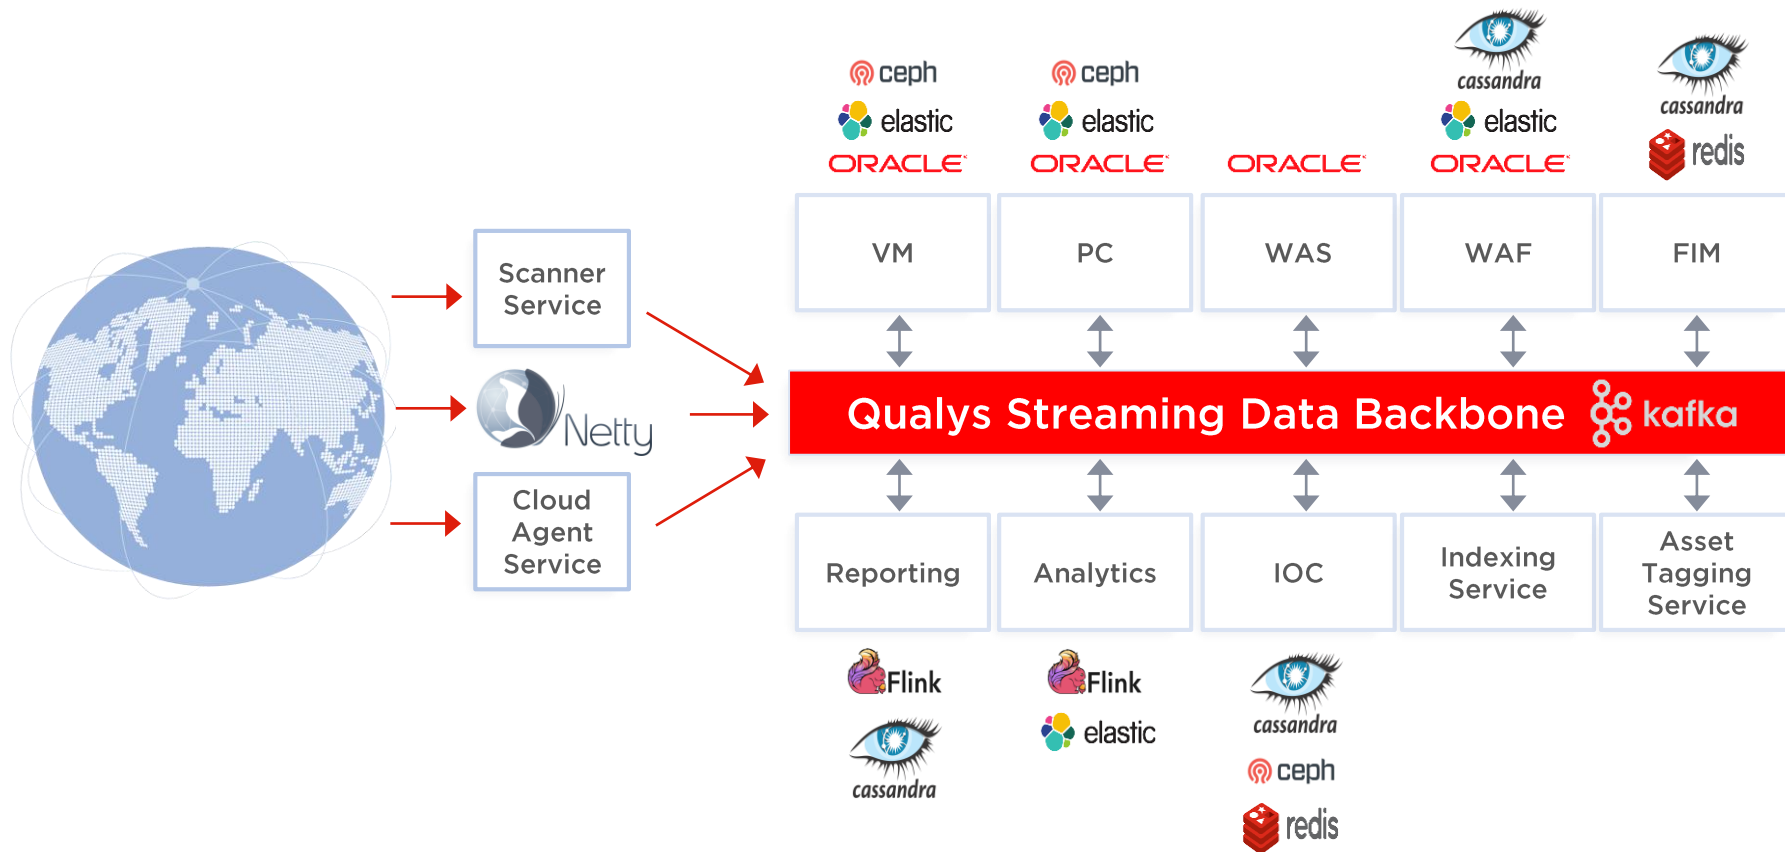 ceph
elastic
ORACLE
ceph
elastic
ORACLE
ORACLE
cassandra
elastic
ORACLE
cassandra
redis
VM
PC
WAS
WAF
FIM
Scanner
Service
Netty
Cloud
Agent
Service
Qualys Streaming Data Backbone kafka
Reporting
Analytics
IOC
Indexing
Service
Asset
Tagging
Service
Flink
cassandra
Flink
elastic
cassandra
ceph
redis